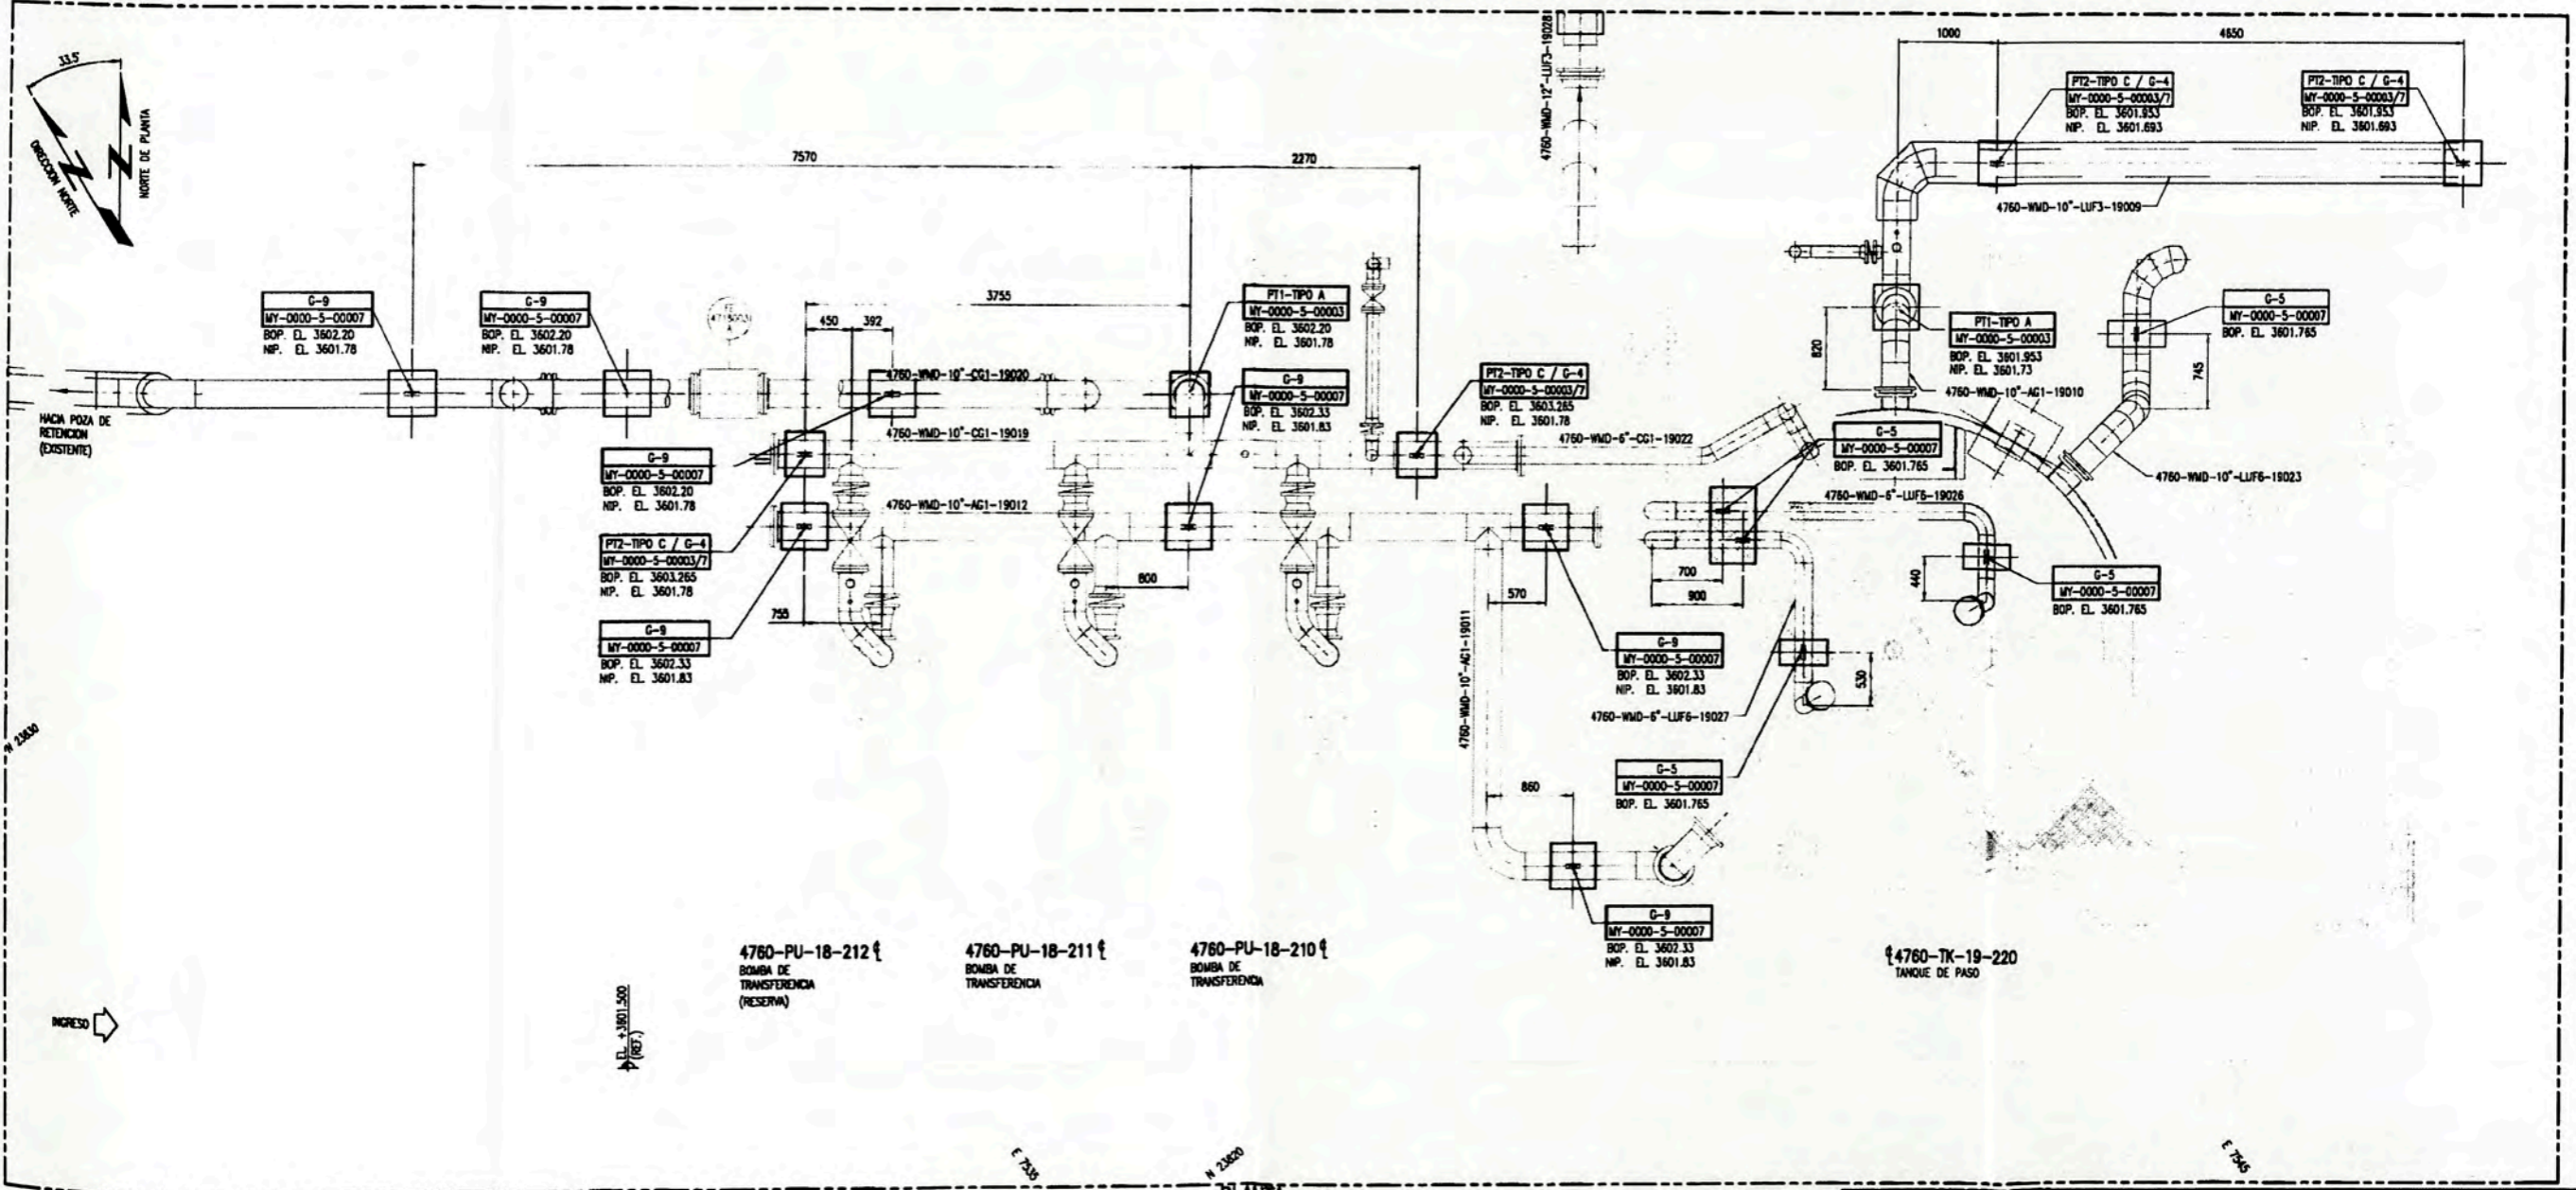 33.5
DIRECCION NORTE
NORTE DE PLANTA
4760-WMD-12"-LUF3-19028
1000
4650
PT2-TIPO C / G-4
MY-0000-5-00003/7
BOP. EL 3601.953
NIP. EL 3601.693
PT2-TIPO C / G-4
MY-0000-5-00003/7
BOP. EL 3601.953
NIP. EL 3601.693
4760-WMD-10"-LUF3-19009
7570
2270
3755
450
392
G-9
MY-0000-5-00007
BOP. EL 3602.20
NIP. EL 3601.78
G-9
MY-0000-5-00007
BOP. EL 3602.20
NIP. EL 3601.78
PT1-TIPO A
MY-0000-5-00003
BOP. EL 3602.20
NIP. EL 3601.78
G-9
MY-0000-5-00007
BOP. EL 3602.33
NIP. EL 3601.83
PT2-TIPO C / G-4
MY-0000-5-00003/7
BOP. EL 3603.265
NIP. EL 3601.78
820
PT1-TIPO A
MY-0000-5-00003
BOP. EL 3601.953
NIP. EL 3601.73
4760-WMD-10"-AG1-19010
G-5
MY-0000-5-00007
BOP. EL 3601.765
745
HACIA POZA DE
RETENCION
(EXISTENTE)
4760-WMD-10"-CG1-19020
4760-WMD-10"-CG1-19019
4760-WMD-6"-CG1-19022
G-5
MY-0000-5-00007
BOP. EL 3601.765
4760-WMD-10"-LUF6-19023
4760-WMD-6"-LUF6-19026
G-9
MY-0000-5-00007
BOP. EL 3602.20
NIP. EL 3601.78
4760-WMD-10"-AG1-19012
PT2-TIPO C / G-4
MY-0000-5-00003/7
BOP. EL 3603.265
NIP. EL 3601.78
G-9
MY-0000-5-00007
BOP. EL 3602.33
NIP. EL 3601.83
755
800
570
700
900
440
G-5
MY-0000-5-00007
BOP. EL 3601.765
4760-WMD-10"-AG1-19011
G-9
MY-0000-5-00007
BOP. EL 3602.33
NIP. EL 3601.83
530
4760-WMD-6"-LUF6-19027
G-5
MY-0000-5-00007
BOP. EL 3601.765
860
N 23830
G-9
MY-0000-5-00007
BOP. EL 3602.33
NIP. EL 3601.83
4760-PU-18-212
BOMBA DE
TRANSFERENCIA
(RESERVA)
4760-PU-18-211
BOMBA DE
TRANSFERENCIA
4760-PU-18-210
BOMBA DE
TRANSFERENCIA
4760-TK-19-220
TANQUE DE PASO
INGRESO
(REF.)
E 7535
N 23820
E 7545